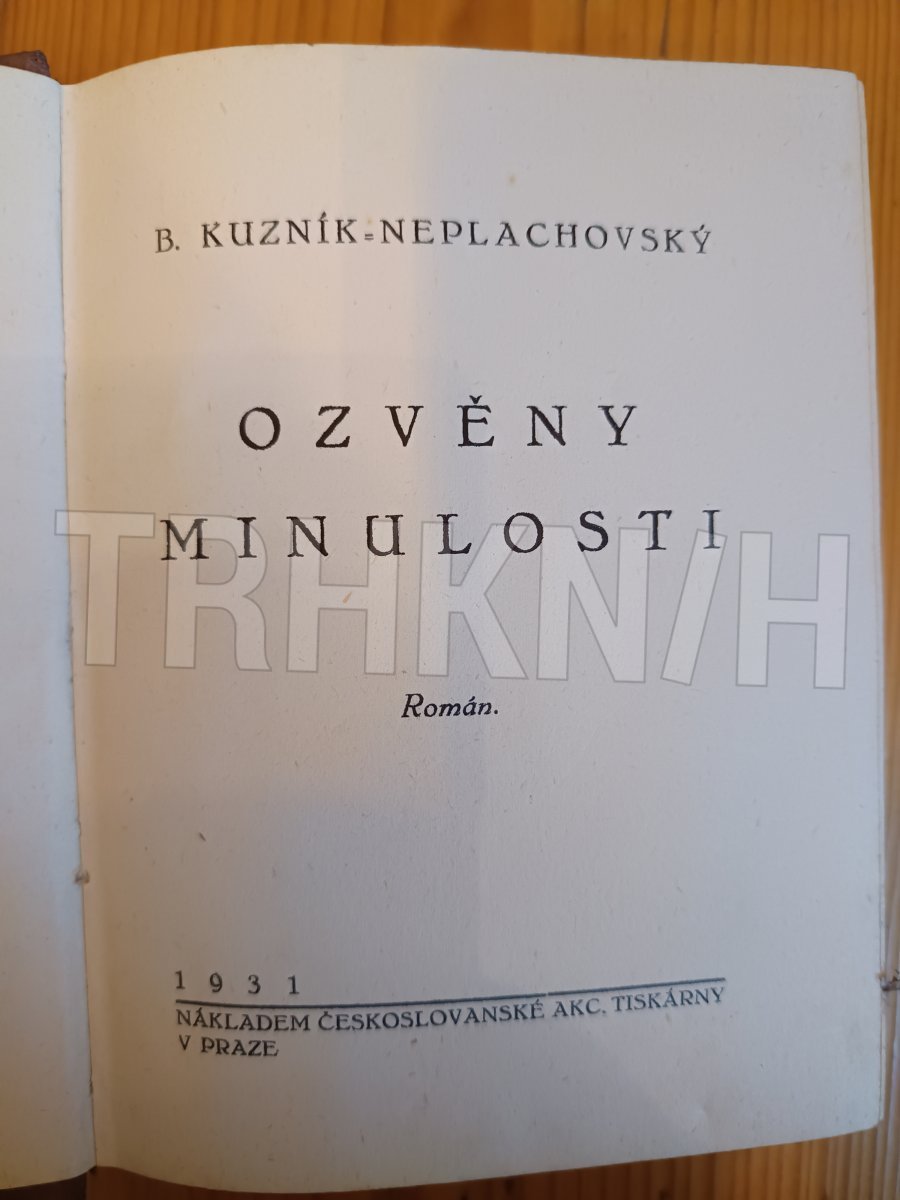 B. KUZNÍK=NEPLACHOVSKÝ
OZVĚNY
MINULOSTI
TRHKNIH
Román.
1931
NÁKLADEM ČESKOSLOVANSKÉ AKC. TISKÁRNY
V PRAZE